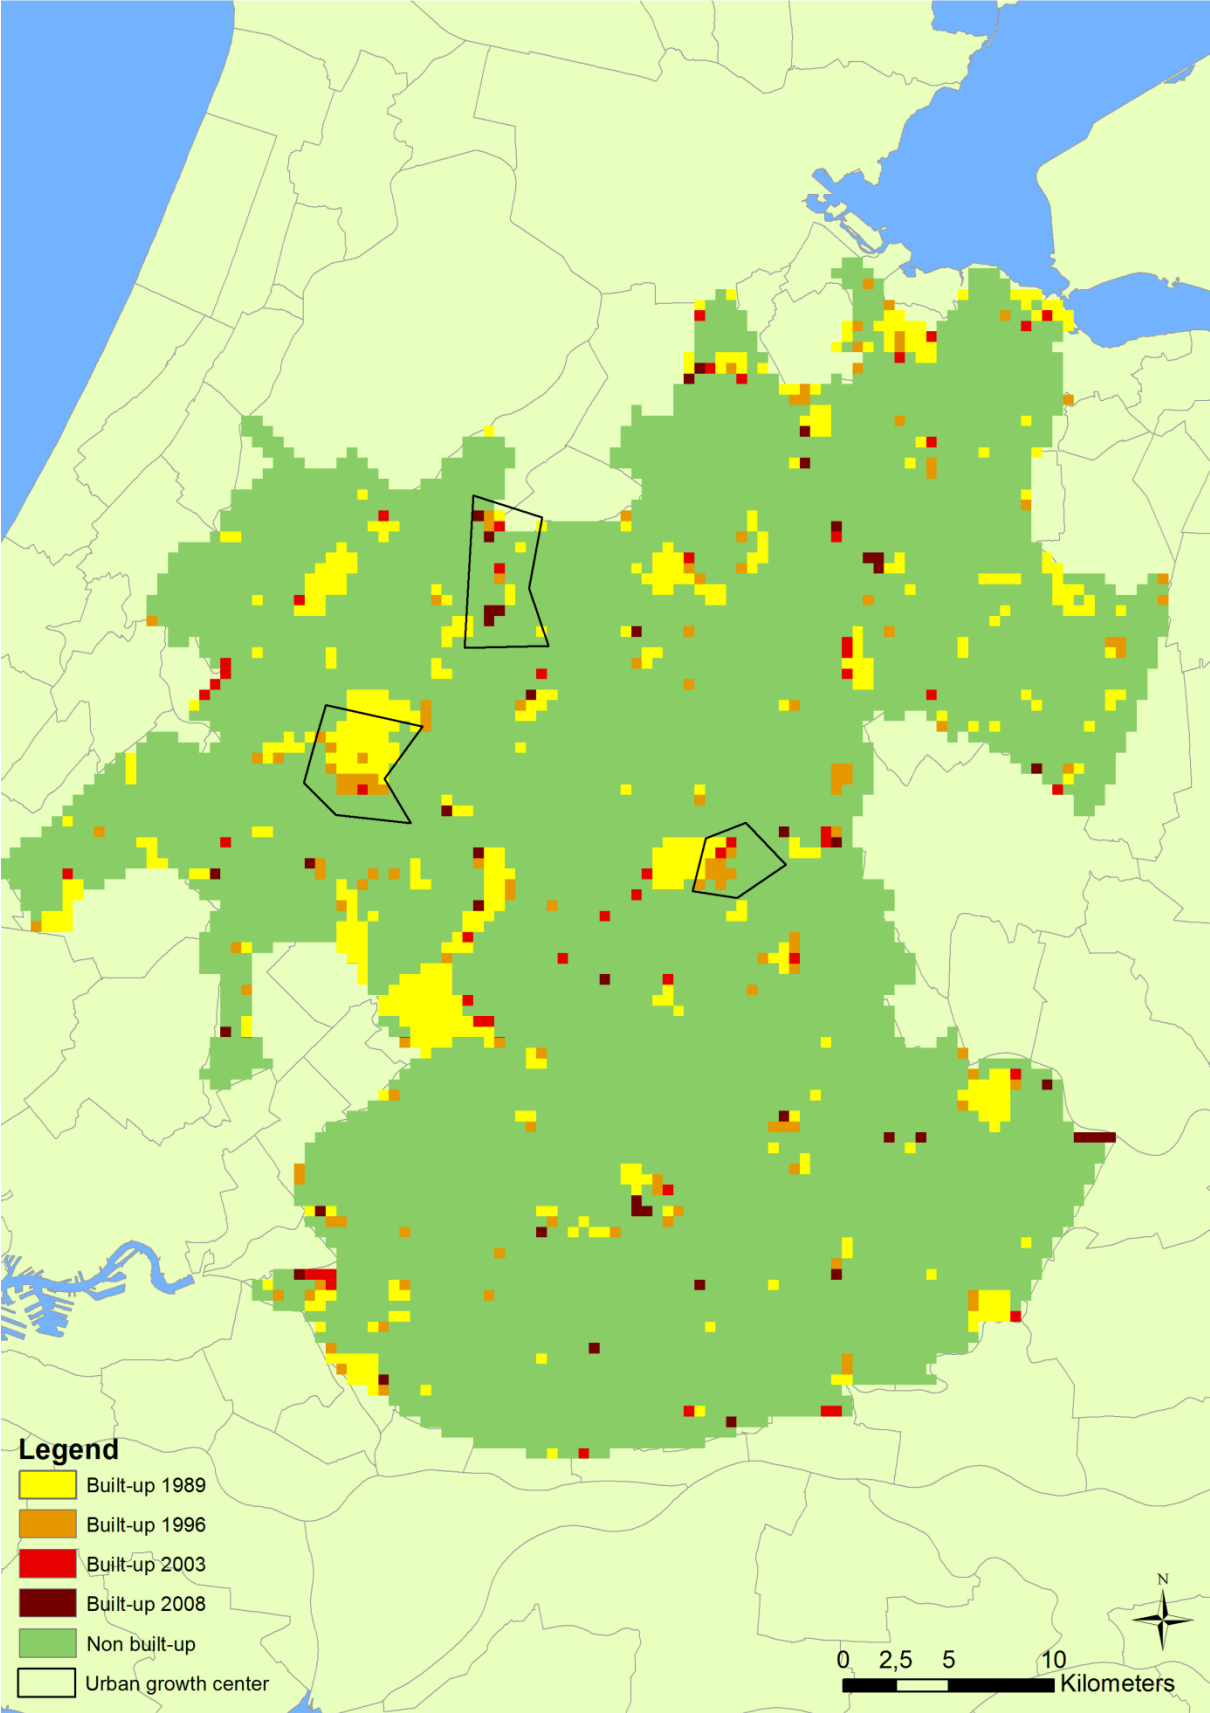 Legend
Built-up 1989
Built-up 1996
Built-up 2003
Built-up 2008
Non built-up
Urban growth center
N
0 2,5 5 10
Kilometers